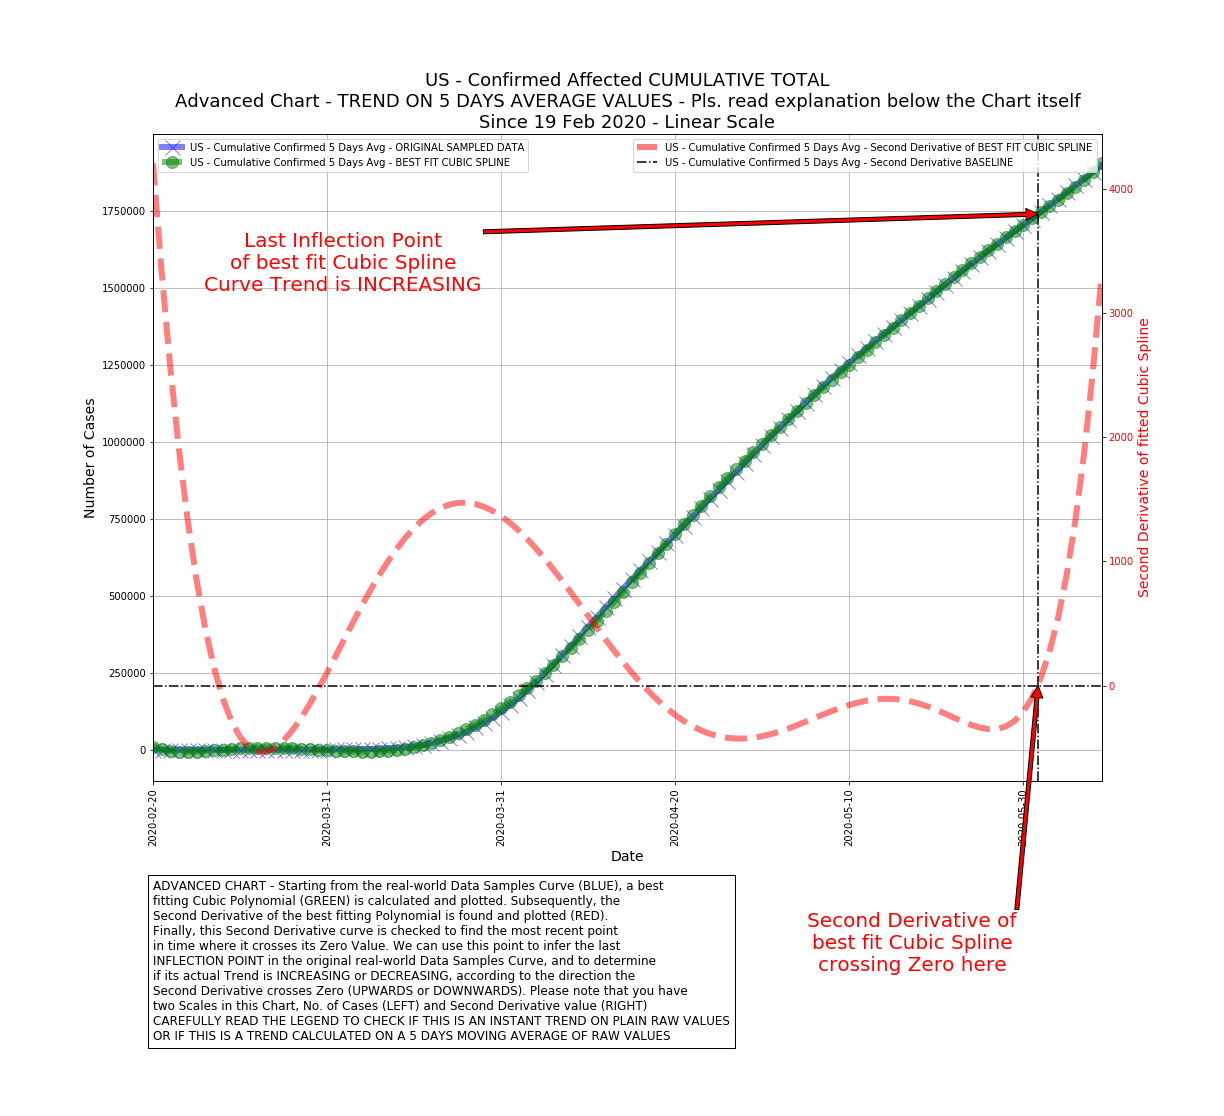 US - Confirmed Affected CUMULATIVE TOTAL
Advanced Chart - TREND ON 5 DAYS AVERAGE VALUES - Pls. read explanation below the Chart itself
Since 19 Feb 2020 - Linear Scale
US - Cumulative Confirmed 5 Days Avg - ORIGINAL SAMPLED DATA
US - Cumulative Confirmed 5 Days Avg - BEST FIT CUBIC SPLINE
US - Cumulative Confirmed 5 Days Avg - Second Derivative of BEST FIT CUBIC SPLINE
US - Cumulative Confirmed 5 Days Avg - Second Derivative BASELINE
Last Inflection Point
of best fit Cubic Spline
Curve Trend is INCREASING
Number of Cases
1750000
1500000
1250000
1000000
750000
500000
250000
0
4000
3000
2000
1000
0
Second Derivative of fitted Cubic Spline
2020-02-20
2020-03-11
2020-03-31
2020-04-20
2020-05-10
2020-05-30
Date
ADVANCED CHART - Starting from the real-world Data Samples Curve (BLUE), a best
fitting Cubic Polynomial (GREEN) is calculated and plotted. Subsequently, the
Second Derivative of the best fitting Polynomial is found and plotted (RED).
Finally, this Second Derivative curve is checked to find the most recent point
in time where it crosses its Zero Value. We can use this point to infer the last
INFLECTION POINT in the original real-world Data Samples Curve, and to determine
if its actual Trend is INCREASING or DECREASING, according to the direction the
Second Derivative crosses Zero (UPWARDS or DOWNWARDS). Please note that you have
two Scales in this Chart, No. of Cases (LEFT) and Second Derivative value (RIGHT)
CAREFULLY READ THE LEGEND TO CHECK IF THIS IS AN INSTANT TREND ON PLAIN RAW VALUES
OR IF THIS IS A TREND CALCULATED ON A 5 DAYS MOVING AVERAGE OF RAW VALUES
Second Derivative of
best fit Cubic Spline
crossing Zero here